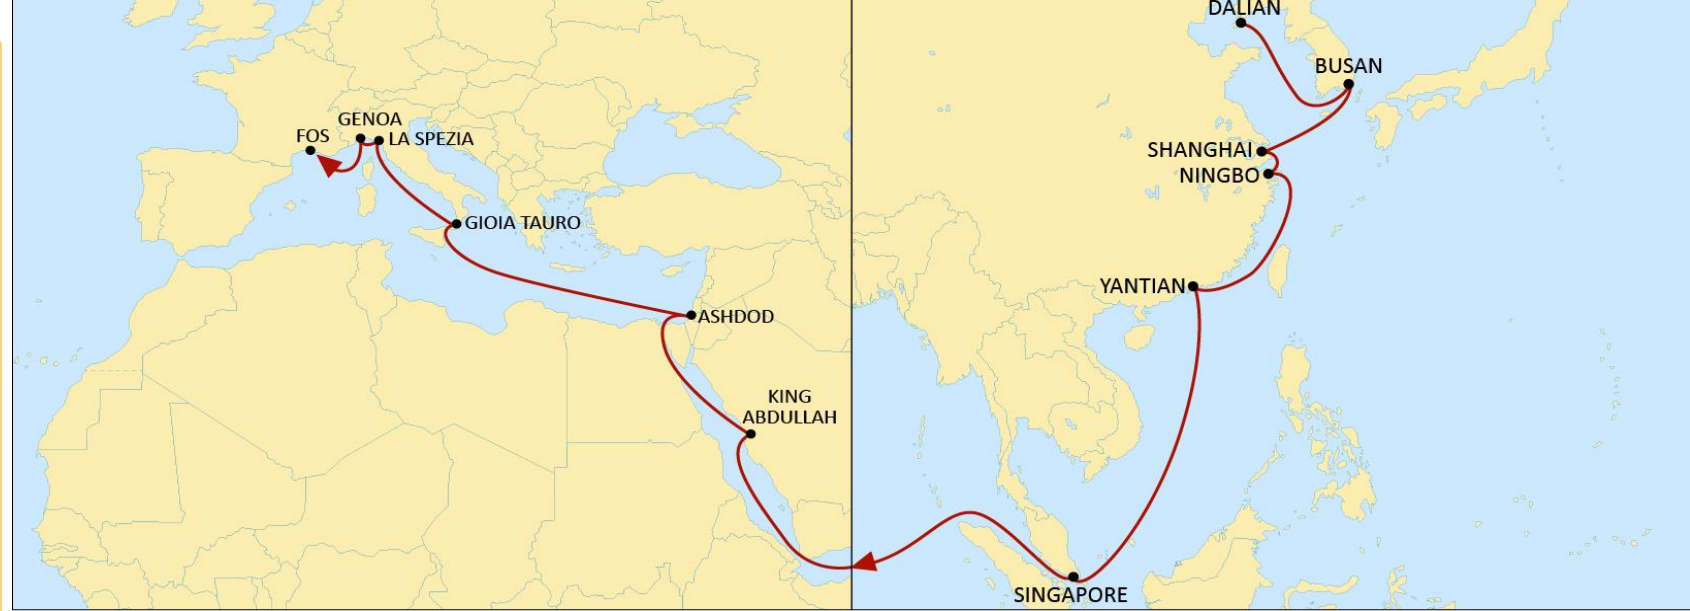 DALIAN
BUSAN
GENOA
FOS
LA SPEZIA
SHANGHAI
NINGBO
GIOIA TAURO
YANTIAN
ASHDOD
KING
ABDULLAH
SINGAPORE